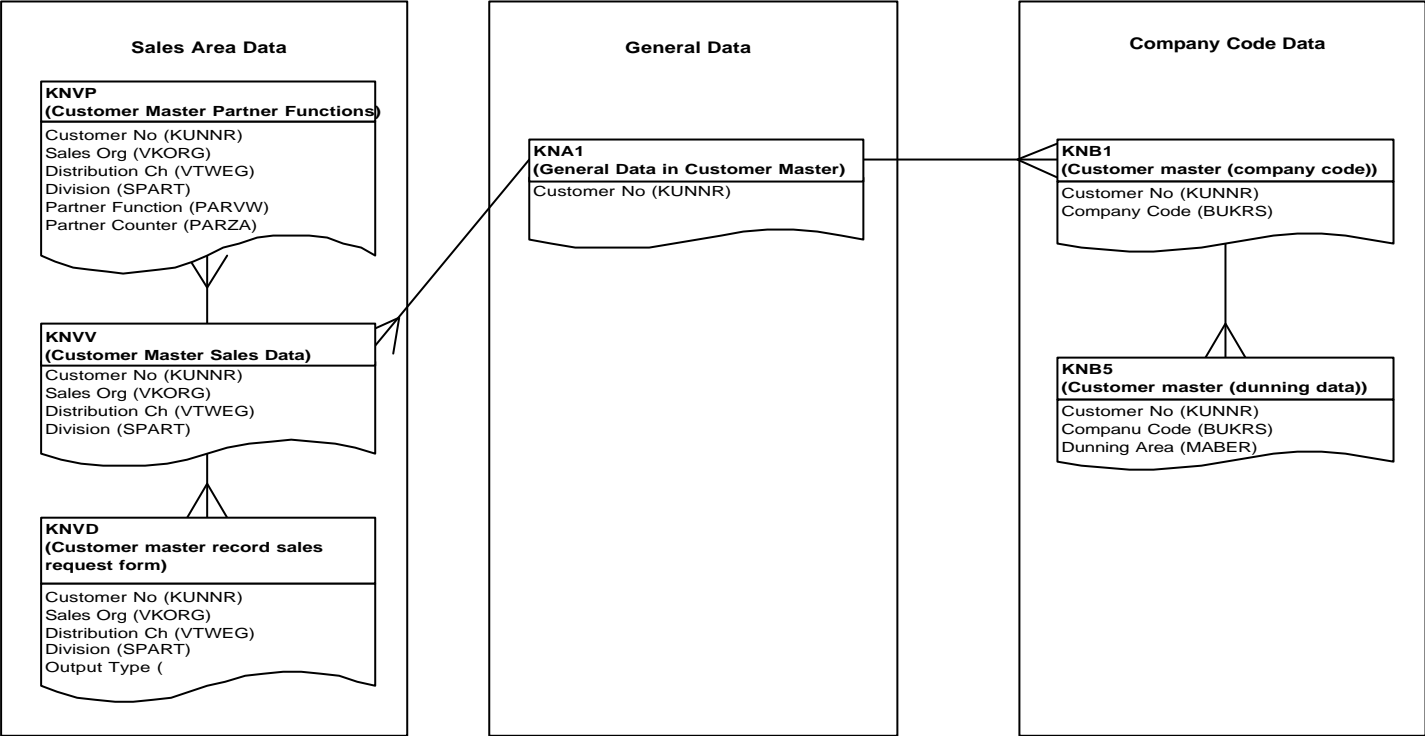 Sales Area Data
KNVP
(Customer Master Partner Functions)
Customer No (KUNNR)
Sales Org (VKORG)
Distribution Ch (VTWEG)
Division (SPART)
Partner Function (PARVW)
Partner Counter (PARZA)
KNVV
(Customer Master Sales Data)
Customer No (KUNNR)
Sales Org (VKORG)
Distribution Ch (VTWEG)
Division (SPART)
KNVD
(Customer master record sales
request form)
Customer No (KUNNR)
Sales Org (VKORG)
Distribution Ch (VTWEG)
Division (SPART)
Output Type (
General Data
KNA1
(General Data in Customer Master)
Customer No (KUNNR)
Company Code Data
KNB1
(Customer master (company code))
Customer No (KUNNR)
Company Code (BUKRS)
KNB5
(Customer master (dunning data))
Customer No (KUNNR)
Companu Code (BUKRS)
Dunning Area (MABER)